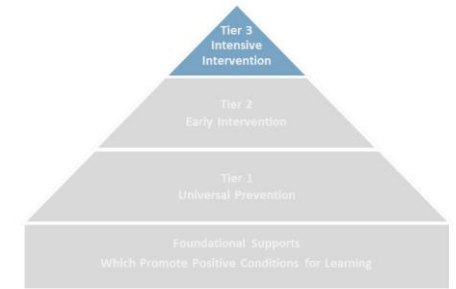 Tier 3
Intensive
Intervention
Tier 2
Early Intervention
Tier 1
Universal Prevention
Foundational Supports
Which Promote Positive Conditions for Learning